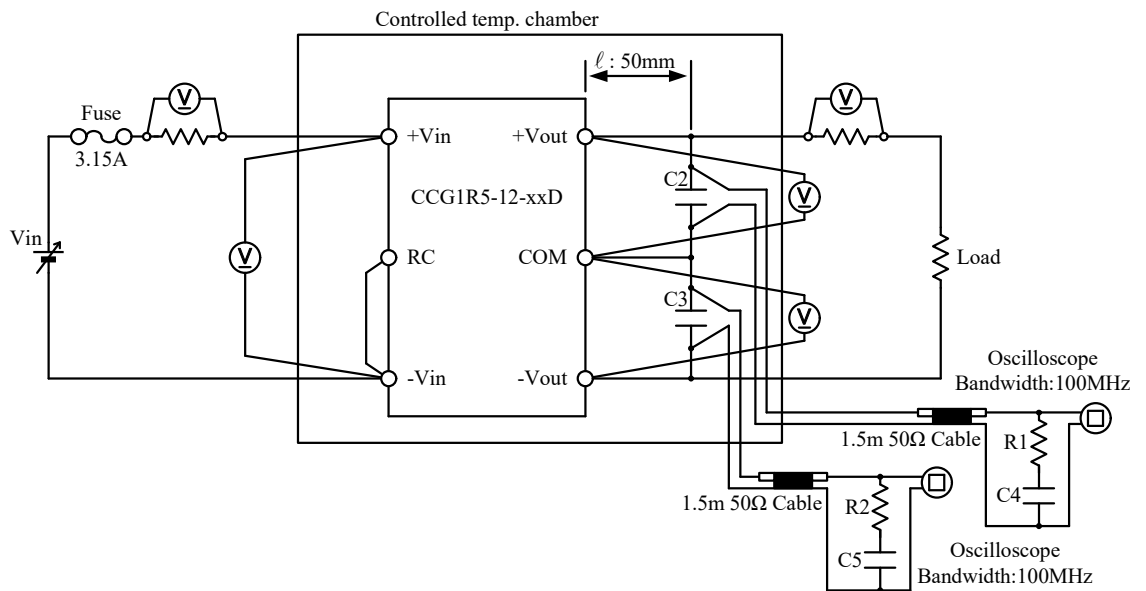 Controlled temp. chamber
ℓ : 50mm
Fuse
3.15A
V
V
+Vin
+Vout
CCG1R5-12-xxD
C2
V
Vin
V
RC
COM
Load
C3
V
-Vin
-Vout
Oscilloscope
Bandwidth:100MHz
1.5m 50Ω Cable
R1
C4
1.5m 50Ω Cable
R2
C5
Oscilloscope
Bandwidth:100MHz